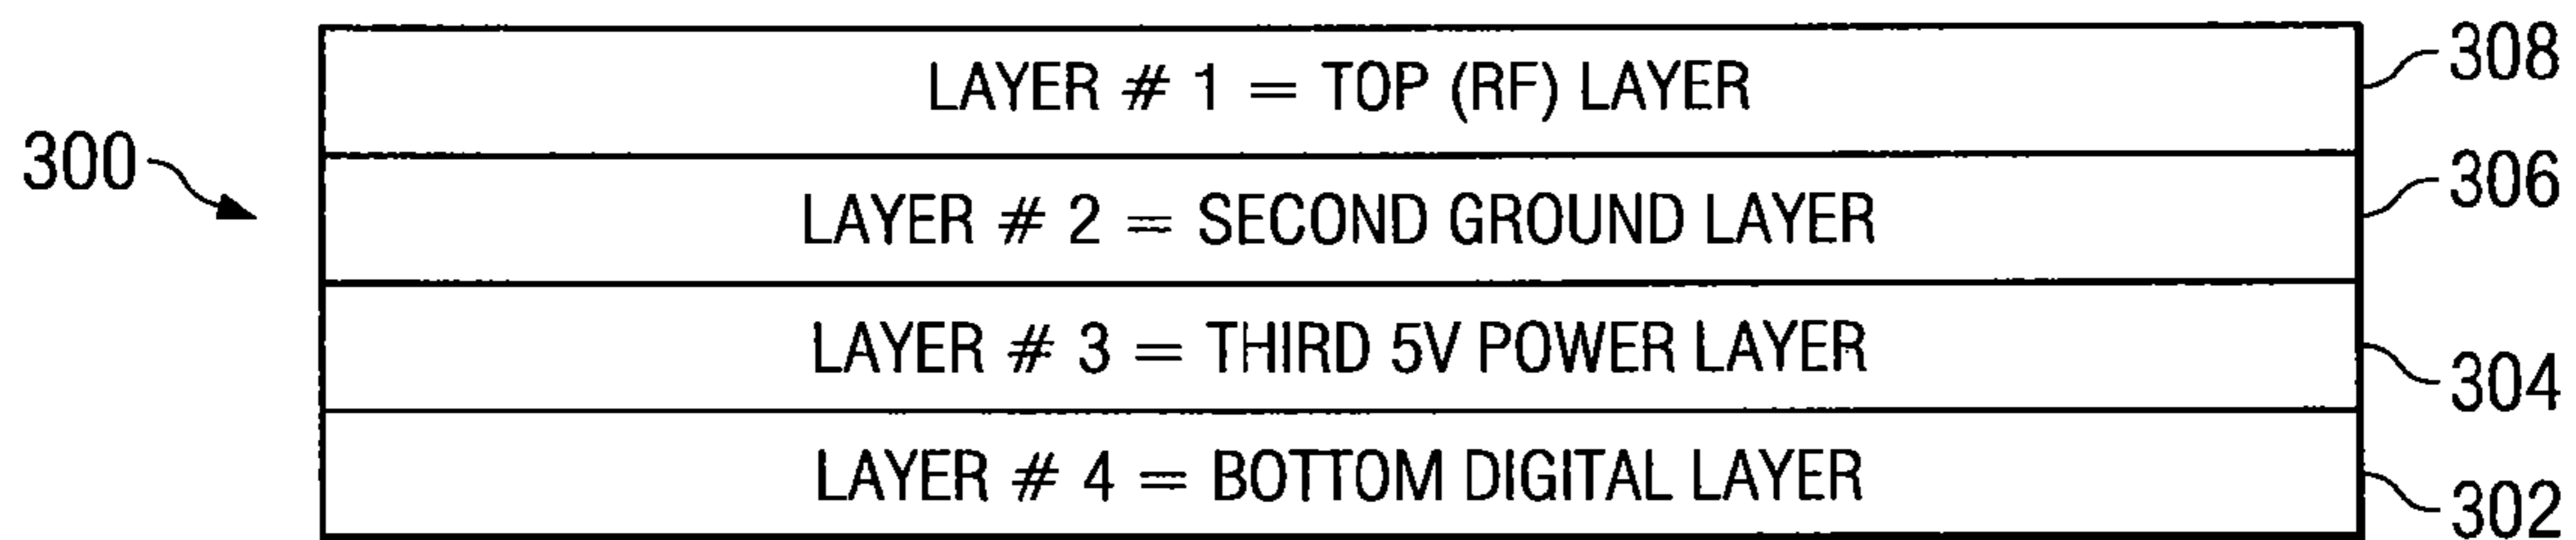 LAYER # 1 = TOP (RF) LAYER
308
300
LAYER # 2 = SECOND GROUND LAYER
306
LAYER # 3 = THIRD 5V POWER LAYER
304
LAYER # 4 = BOTTOM DIGITAL LAYER
302